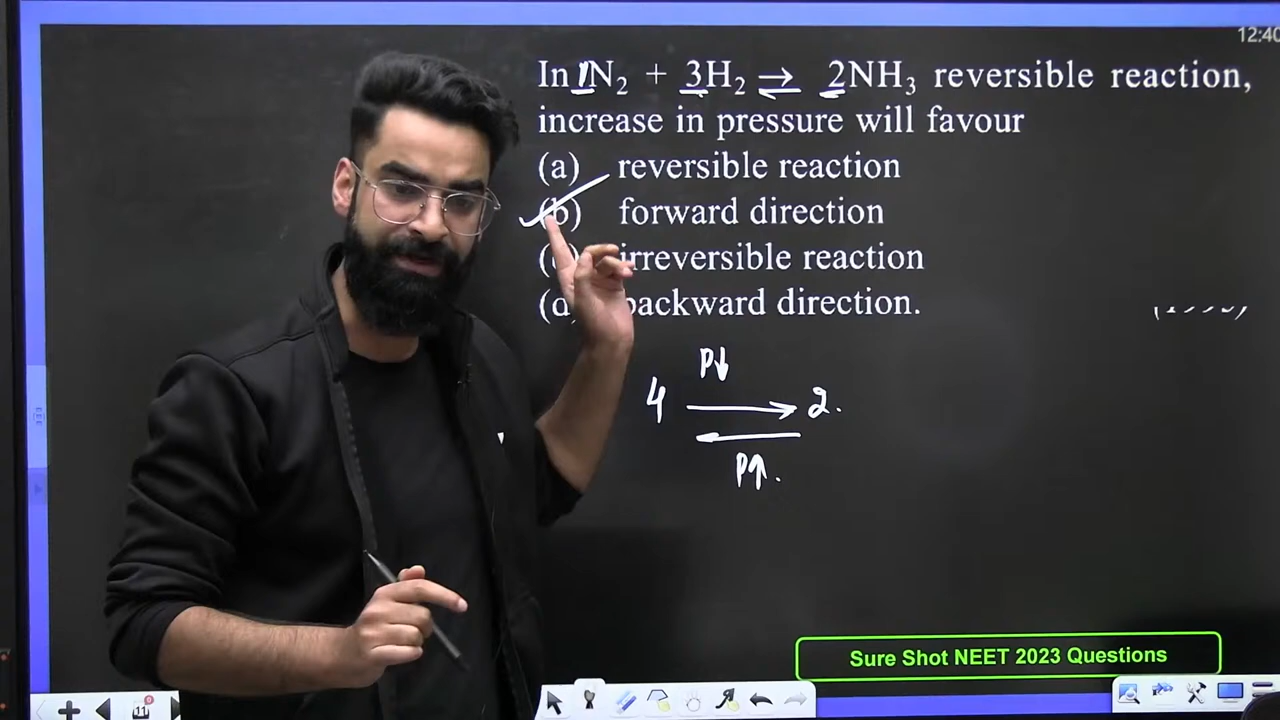 12:40
In 1N₂ + 3H₂ ⇌ 2NH₃ reversible reaction,
increase in pressure will favour
(a) reversible reaction
(b) forward direction
(c) irreversible reaction
(d) backward direction.
P↓
4 → 2.
←
P↑.
Sure Shot NEET 2023 Questions
11